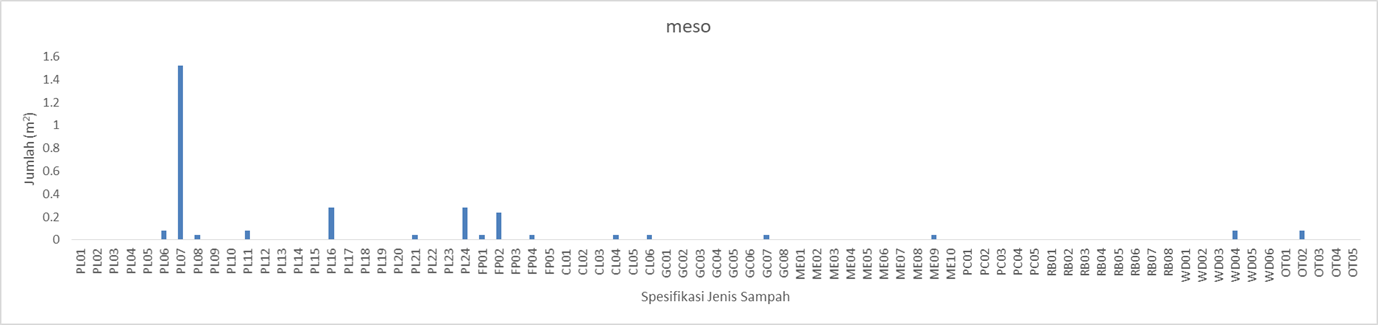 meso
Jumlah (m²)
1.6
1.4
1.2
1
0.8
0.6
0.4
0.2
0
PL01
PL02
PL03
PL04
PL05
PL06
PL07
PL08
PL09
PL10
PL11
PL12
PL13
PL14
PL15
PL16
PL17
PL18
PL19
PL20
PL21
PL22
PL23
PL24
FP01
FP02
FP03
FP04
FP05
CL01
CL02
CL03
CL04
CL05
CL06
GC01
GC02
GC03
GC04
GC05
GC06
GC07
GC08
ME01
ME02
ME03
ME04
ME05
ME06
ME07
ME08
ME09
ME10
PC01
PC02
PC03
PC04
PC05
RB01
RB02
RB03
RB04
RB05
RB06
RB07
RB08
WD01
WD02
WD03
WD04
WD05
WD06
OT01
OT02
OT03
OT04
OT05
Spesifikasi Jenis Sampah